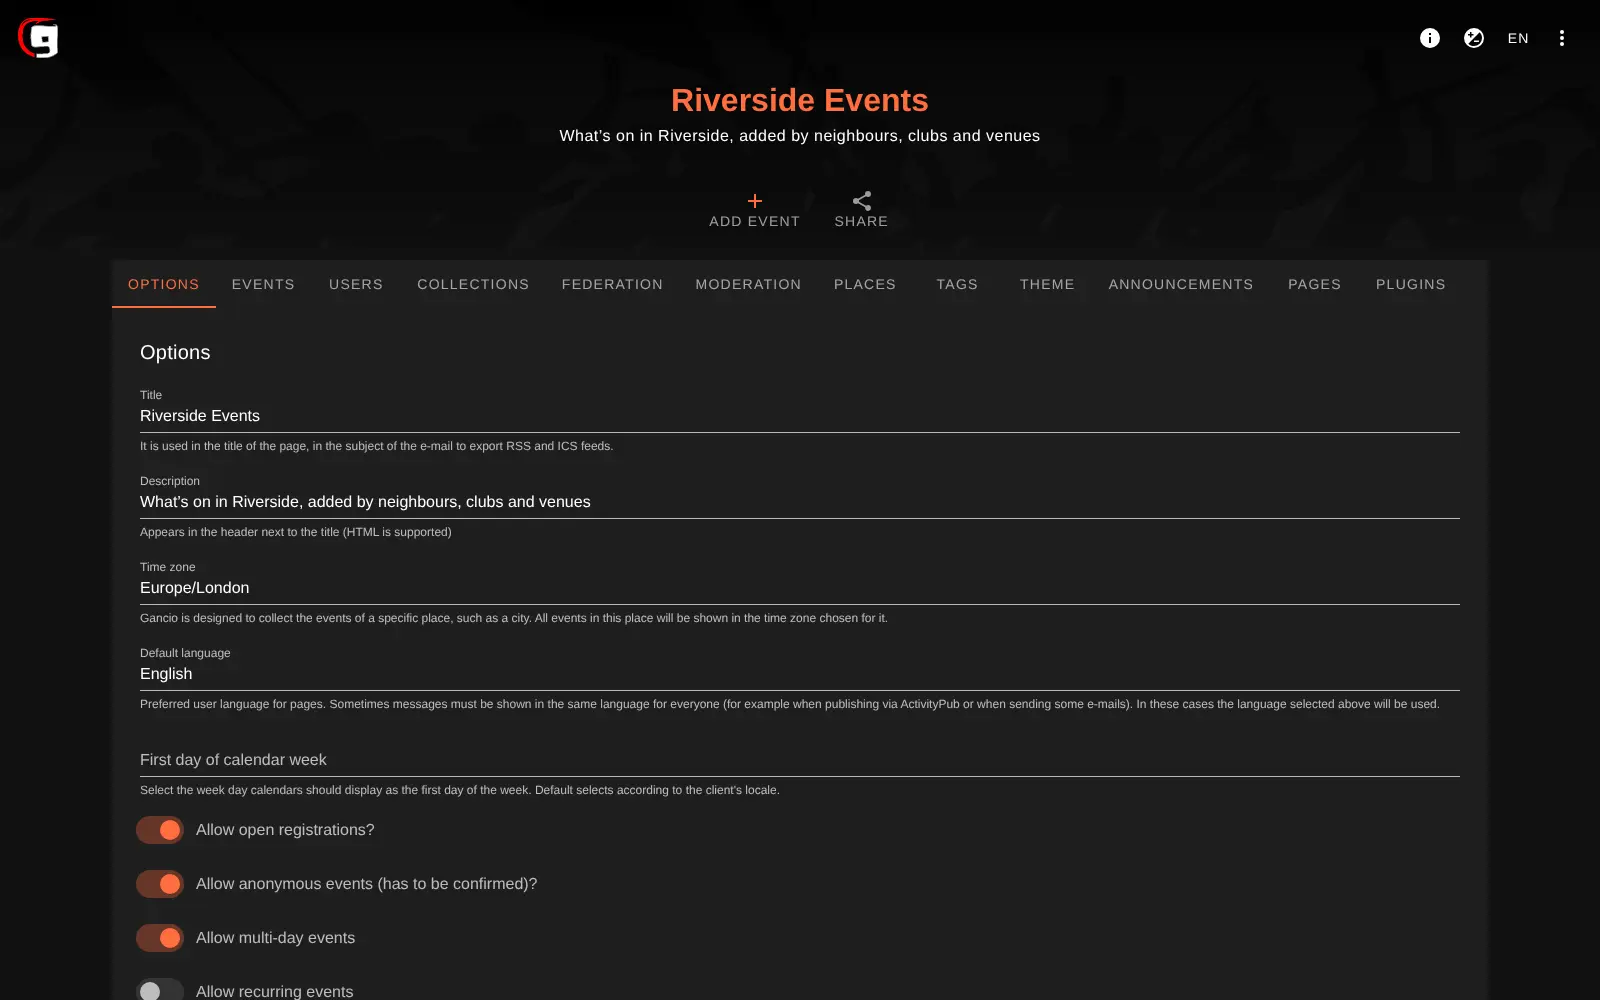 EN
Riverside Events
What's on in Riverside, added by neighbours, clubs and venues
ADD EVENT
SHARE
OPTIONS EVENTS USERS COLLECTIONS FEDERATION MODERATION PLACES TAGS THEME ANNOUNCEMENTS PAGES PLUGINS
Options
Title
Riverside Events
It is used in the title of the page, in the subject of the e-mail to export RSS and ICS feeds.
Description
What's on in Riverside, added by neighbours, clubs and venues
Appears in the header next to the title (HTML is supported)
Time zone
Europe/London
Gancio is designed to collect the events of a specific place, such as a city. All events in this place will be shown in the time zone chosen for it.
Default language
English
Preferred user language for pages. Sometimes messages must be shown in the same language for everyone (for example when publishing via ActivityPub or when sending some e-mails). In these cases the language selected above will be used.
First day of calendar week
Select the week day calendars should display as the first day of the week. Default selects according to the client's locale.
Allow open registrations?
Allow anonymous events (has to be confirmed)?
Allow multi-day events
Allow recurring events